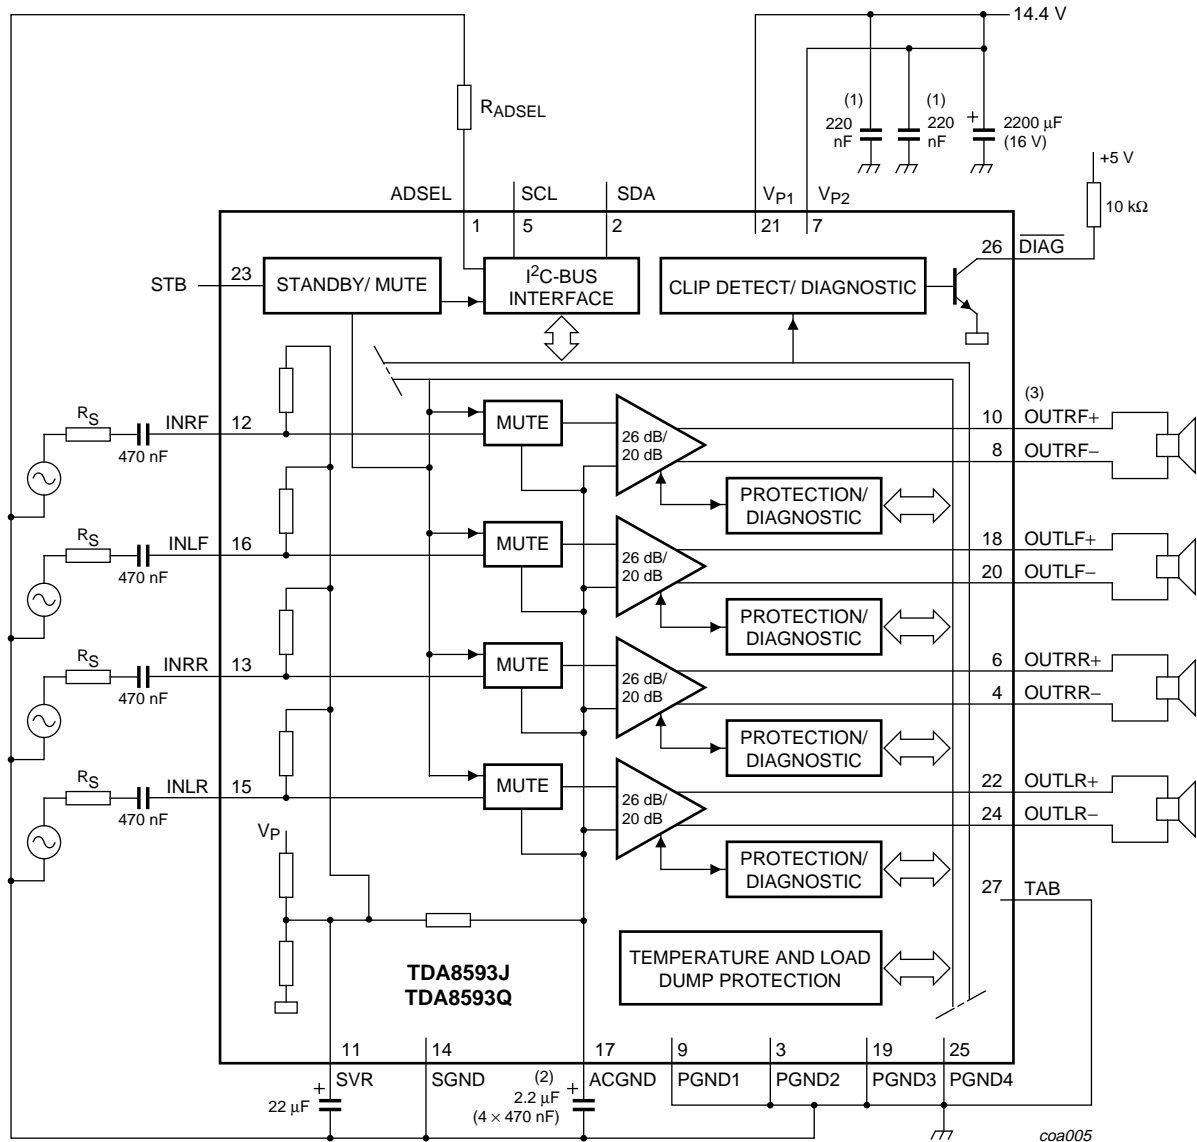 14.4 V
RADSEL
(1)
220 nF
(1)
220 nF
+
2200 μF (16 V)
+5 V
10 kΩ
ADSEL
SCL
SDA
VP1
VP2
1
5
2
21
7
26
DIAG
STB
23
STANDBY/ MUTE
I2C-BUS INTERFACE
CLIP DETECT/ DIAGNOSTIC
RS
470 nF
INRF
12
MUTE
26 dB/ 20 dB
10
(3)
OUTRF+
8
OUTRF−
PROTECTION/ DIAGNOSTIC
RS
470 nF
INLF
16
MUTE
26 dB/ 20 dB
18
OUTLF+
20
OUTLF−
PROTECTION/ DIAGNOSTIC
RS
470 nF
INRR
13
MUTE
26 dB/ 20 dB
6
OUTRR+
4
OUTRR−
PROTECTION/ DIAGNOSTIC
RS
470 nF
INLR
15
MUTE
26 dB/ 20 dB
22
OUTLR+
24
OUTLR−
PROTECTION/ DIAGNOSTIC
VP
27
TAB
TEMPERATURE AND LOAD DUMP PROTECTION
TDA8593J
TDA8593Q
11
14
17
9
3
19
25
SVR
SGND
ACGND
PGND1
PGND2
PGND3
PGND4
+
22 μF
(2)
2.2 μF
(4 × 470 nF)
+
coa005